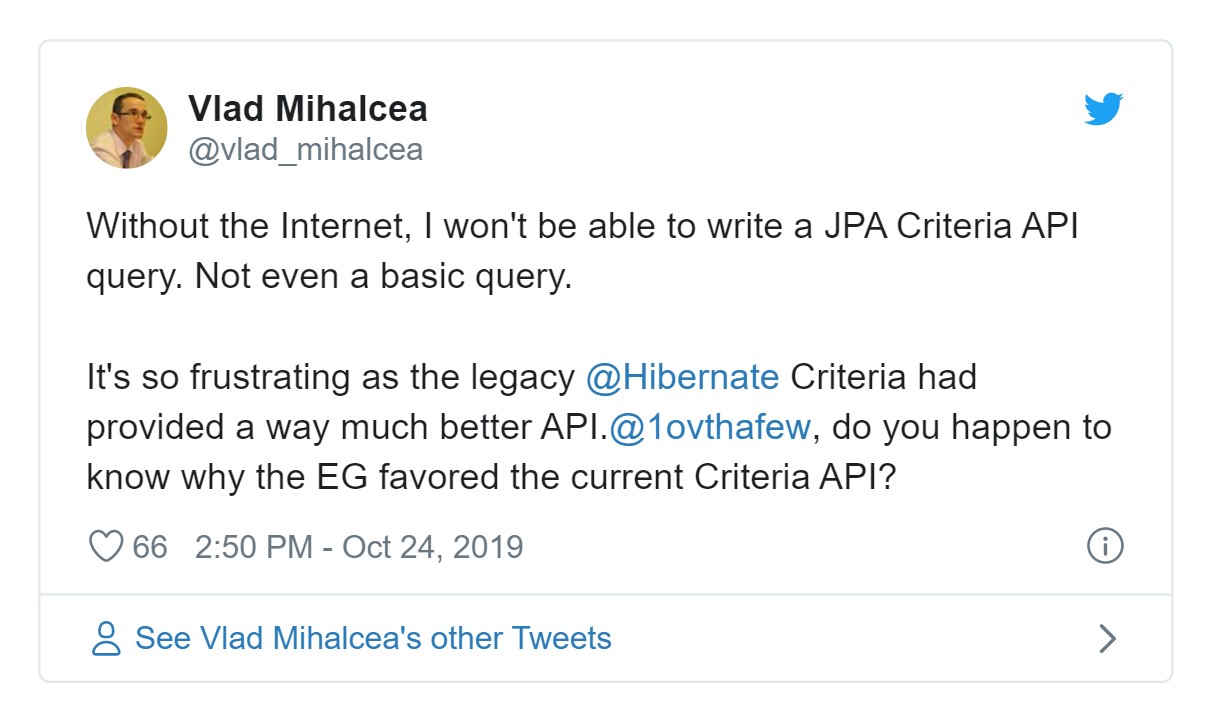 Vlad Mihalcea
@vlad_mihalcea
Without the Internet, I won't be able to write a JPA Criteria API
query. Not even a basic query.
It's so frustrating as the legacy @Hibernate Criteria had
provided a way much better API.@1ovthafew, do you happen to
know why the EG favored the current Criteria API?
66 2:50 PM - Oct 24, 2019
See Vlad Mihalcea's other Tweets